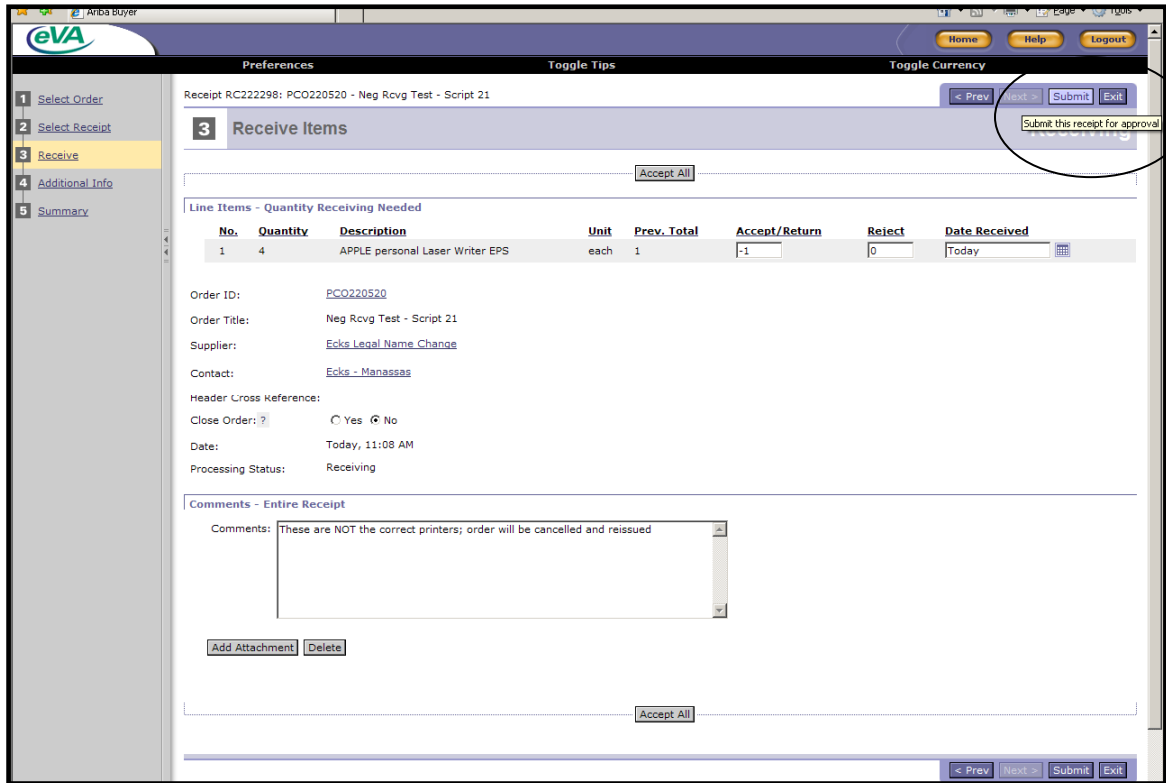 Ariba Buyer
Page Tools
eVA
Home Help Logout
Preferences Toggle Tips Toggle Currency
1 Select Order
2 Select Receipt
3 Receive
4 Additional Info
5 Summary
Receipt RC222298: PCO220520 - Neg Rcvg Test - Script 21
< Prev Next > Submit Exit
3 Receive Items
Submit this receipt for approval
Receiving
Accept All
Line Items - Quantity Receiving Needed
No. Quantity Description Unit Prev. Total Accept/Return Reject Date Received
1 4 APPLE personal Laser Writer EPS each 1 -1 0 Today
Order ID: PCO220520
Order Title: Neg Rcvg Test - Script 21
Supplier: Ecks Legal Name Change
Contact: Ecks - Manassas
Header Cross Reference:
Close Order: ? Yes No
Date: Today, 11:08 AM
Processing Status: Receiving
Comments - Entire Receipt
Comments: These are NOT the correct printers; order will be cancelled and reissued
Add Attachment Delete
Accept All
< Prev Next > Submit Exit